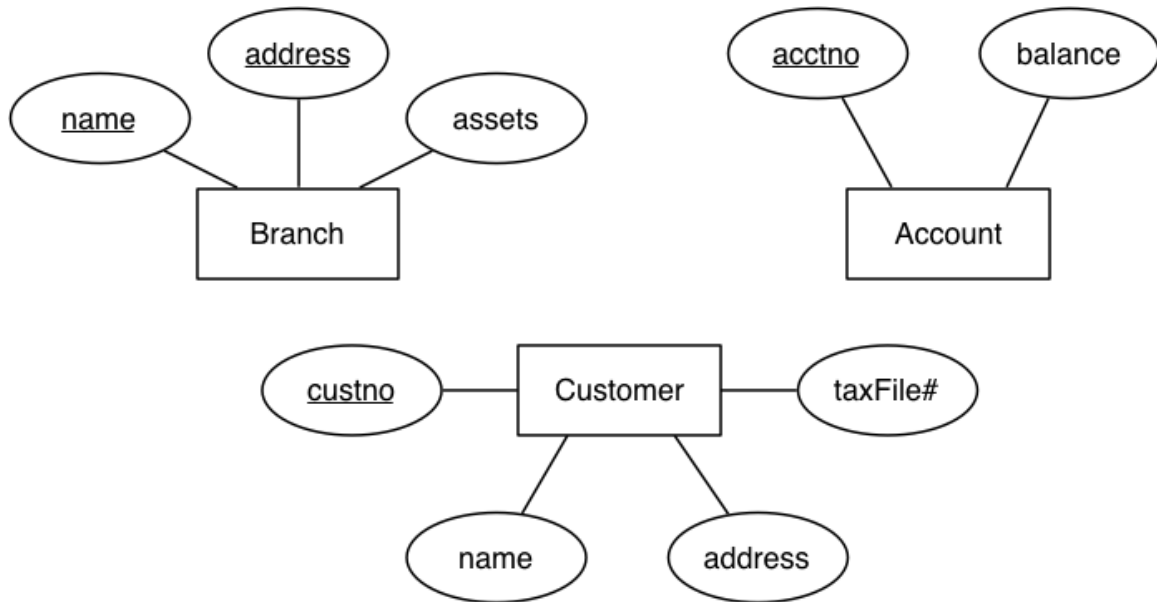 address
acctno
balance
name
assets
Branch
Account
custno
Customer
taxFile#
name
address